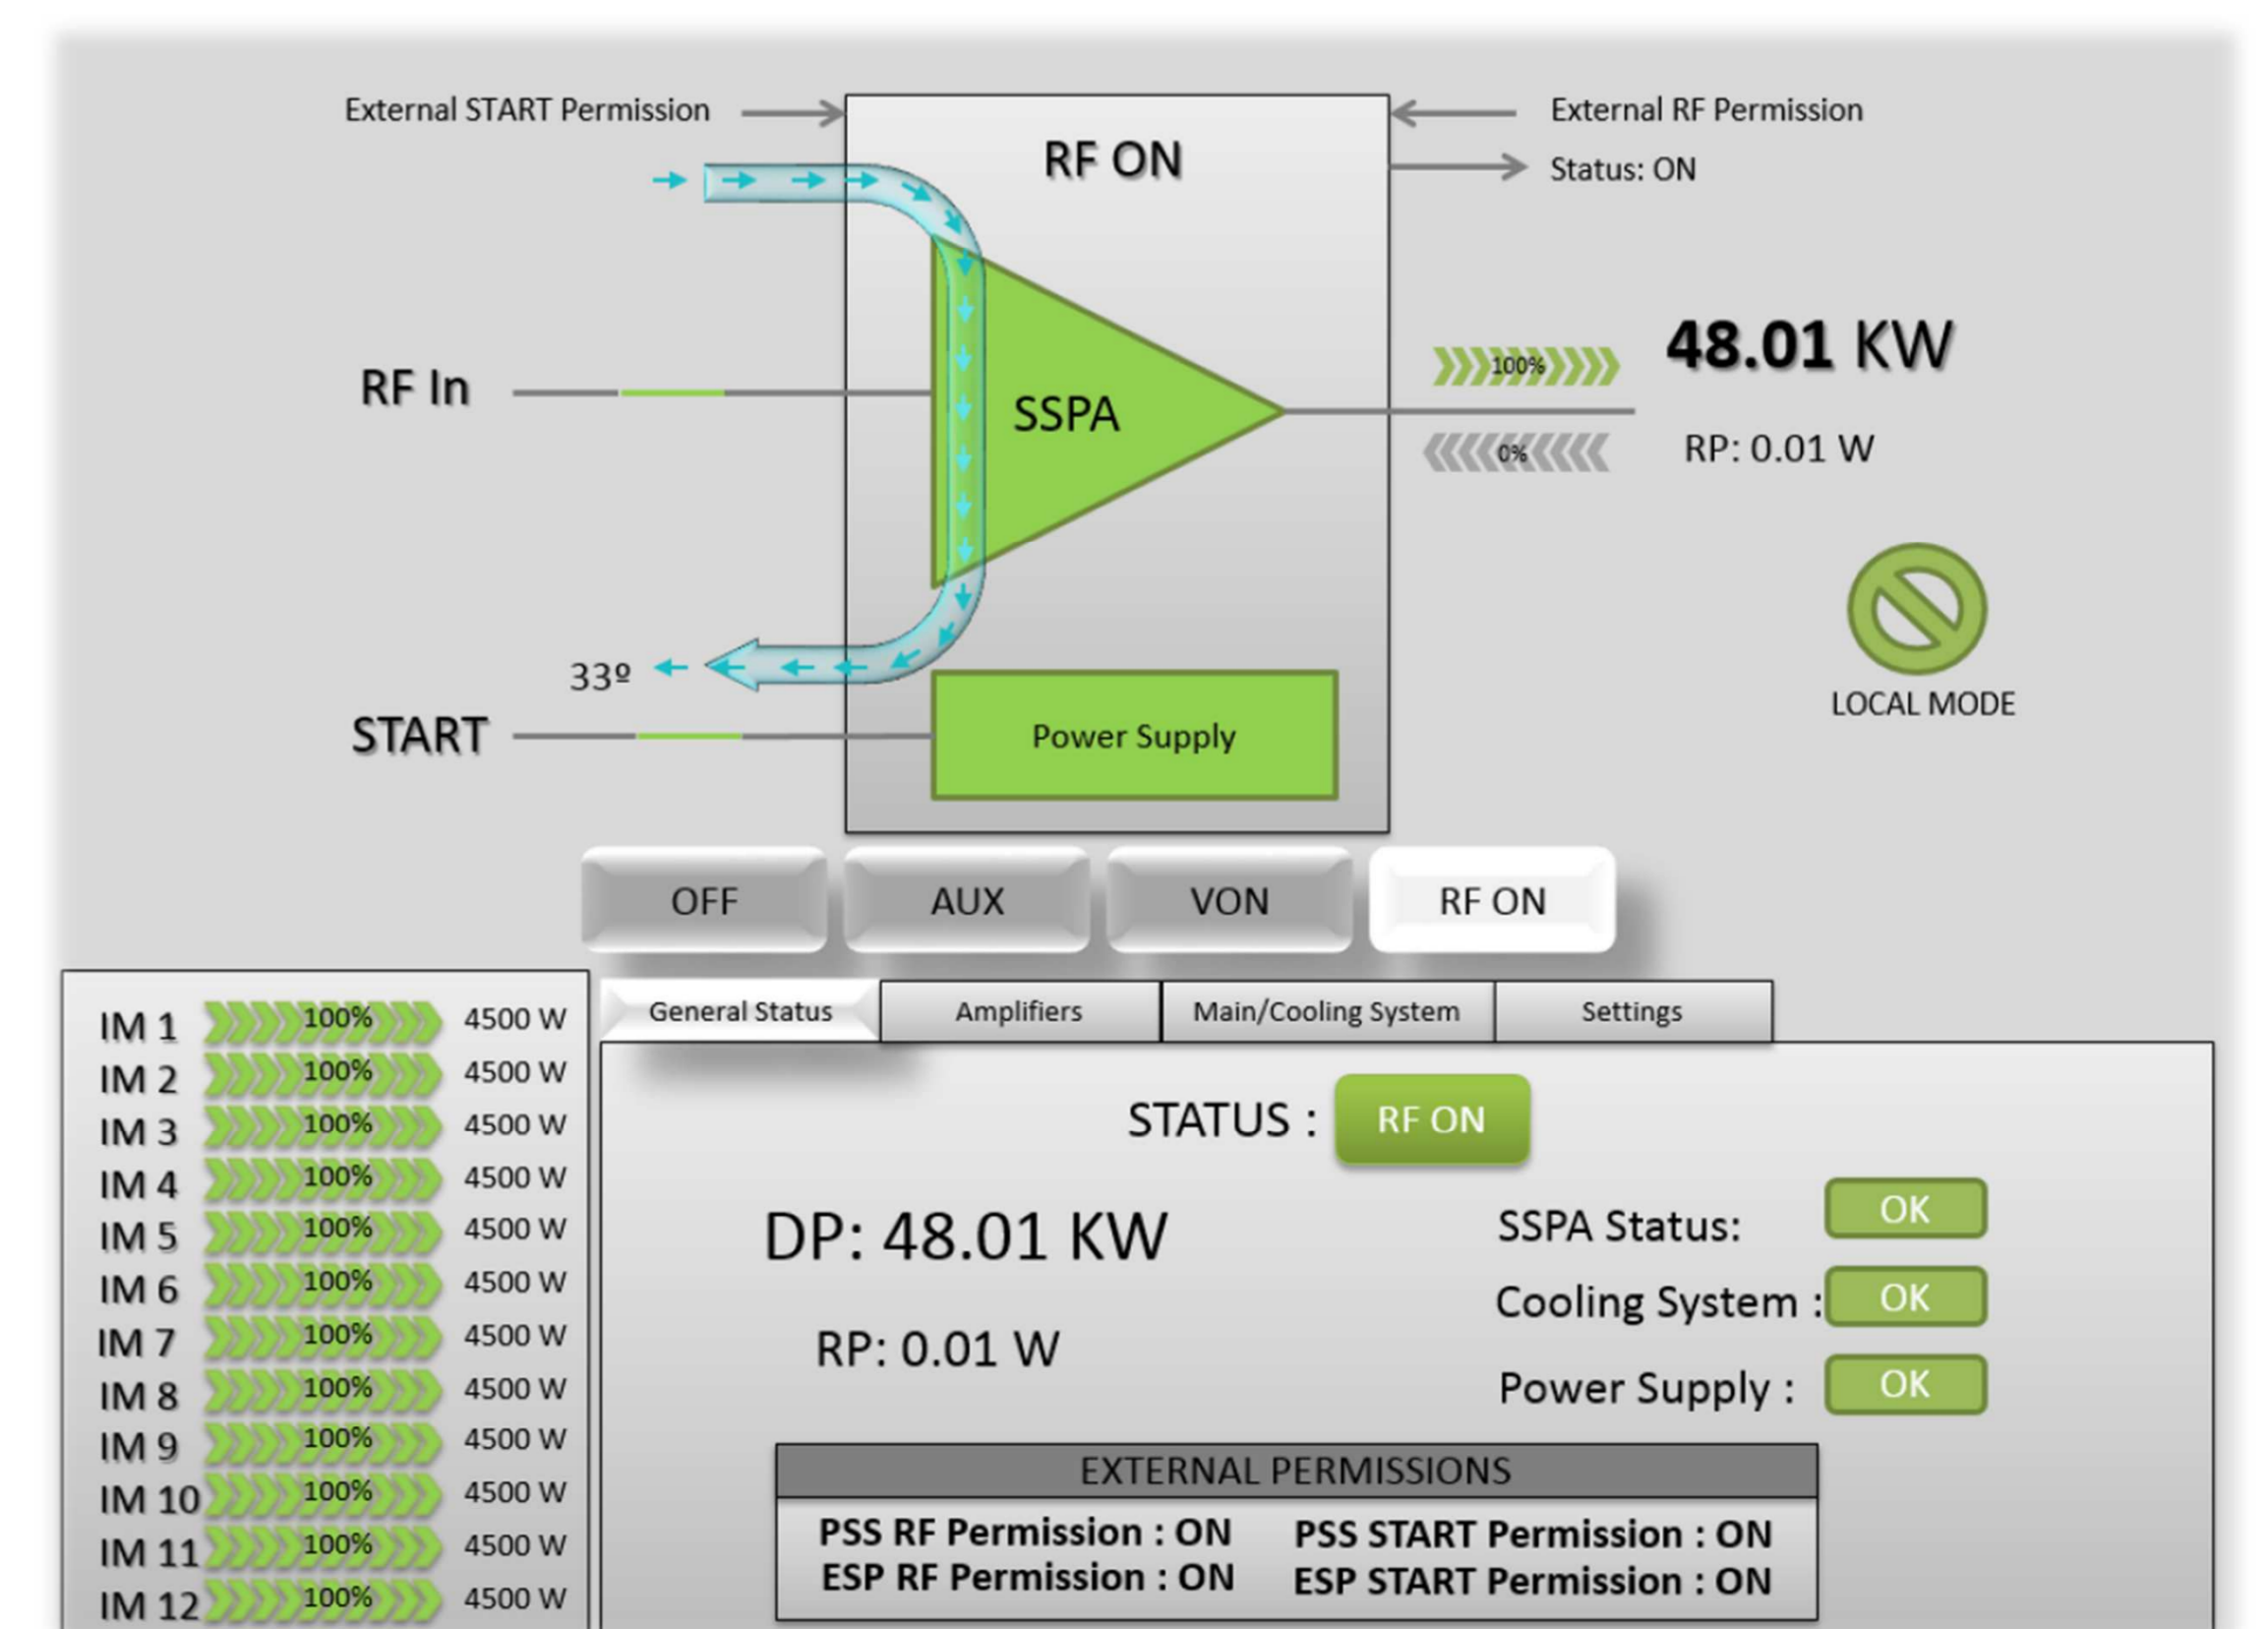 External START Permission
External RF Permission
RF ON
Status: ON
48.01 KW
100%
RF In
SSPA
0%
RP: 0.01 W
33º
LOCAL MODE
START
Power Supply
OFF
AUX
VON
RF ON
General Status
Amplifiers
Main/Cooling System
Settings
IM 1 100% 4500 W
IM 2 100% 4500 W
IM 3 100% 4500 W
IM 4 100% 4500 W
IM 5 100% 4500 W
IM 6 100% 4500 W
IM 7 100% 4500 W
IM 8 100% 4500 W
IM 9 100% 4500 W
IM 10 100% 4500 W
IM 11 100% 4500 W
IM 12 100% 4500 W
STATUS : RF ON
DP: 48.01 KW
RP: 0.01 W
SSPA Status: OK
Cooling System : OK
Power Supply : OK
EXTERNAL PERMISSIONS
PSS RF Permission : ON PSS START Permission : ON
ESP RF Permission : ON ESP START Permission : ON